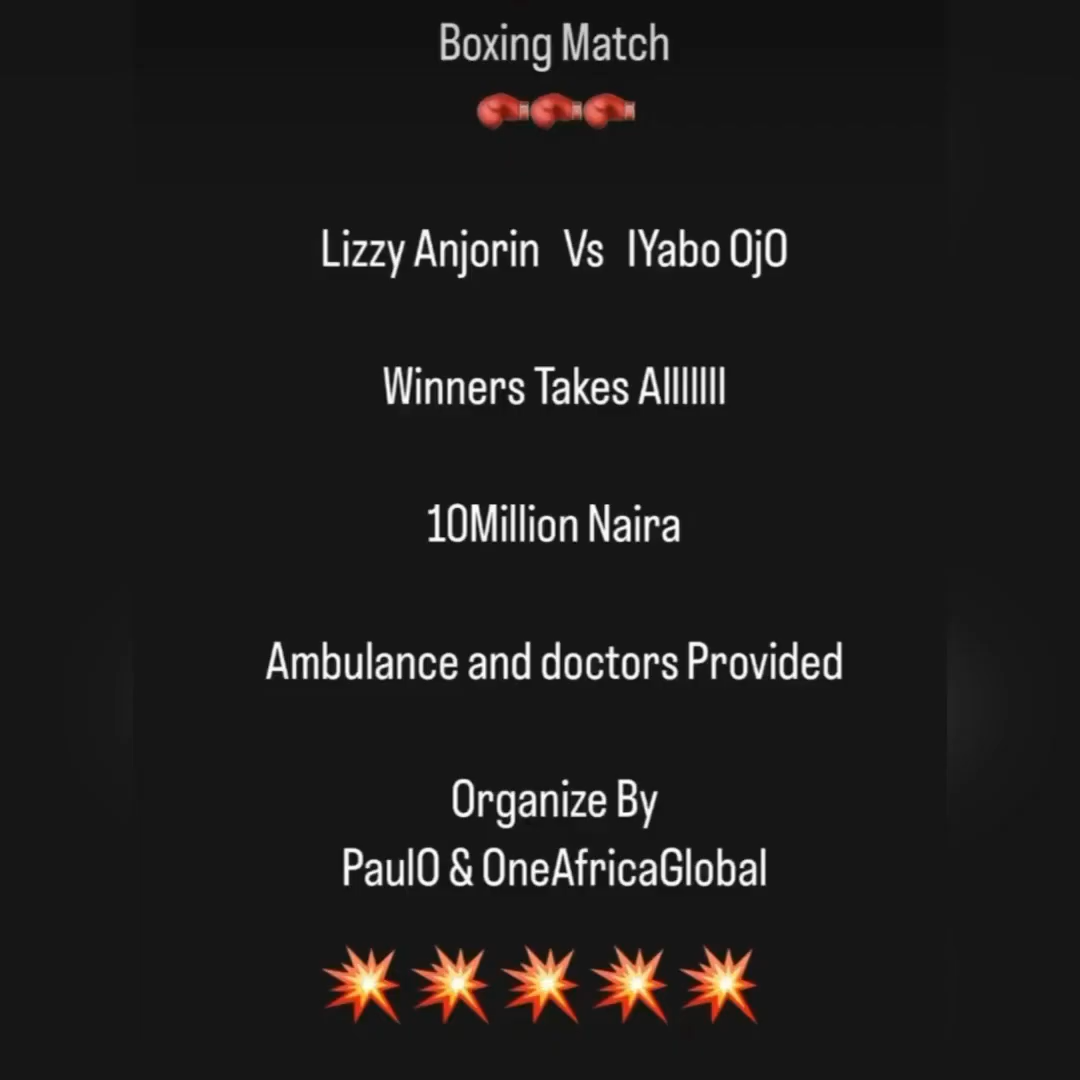 Boxing Match
🥊🥊🥊
Lizzy Anjorin Vs IYabo OjO
Winners Takes Alllllll
10Million Naira
Ambulance and doctors Provided
Organize By
PaulO & OneAfricaGlobal
💥💥💥💥💥